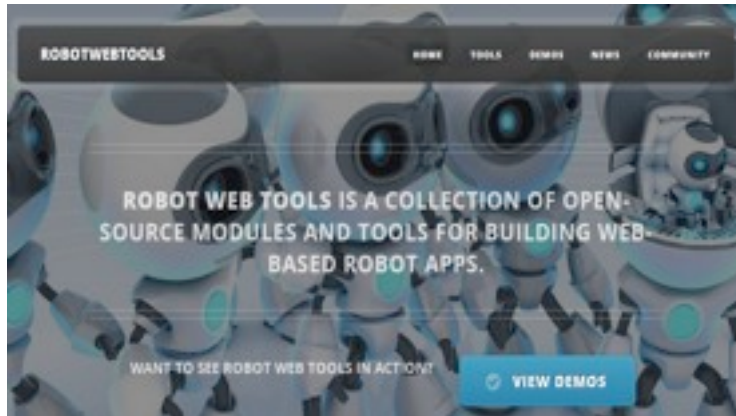 ROBOTWEBTOOLS
HOME TOOLS DEMOS NEWS COMMUNITY
ROBOT WEB TOOLS IS A COLLECTION OF OPEN-
SOURCE MODULES AND TOOLS FOR BUILDING WEB-
BASED ROBOT APPS.
WANT TO SEE ROBOT WEB TOOLS IN ACTION?
VIEW DEMOS